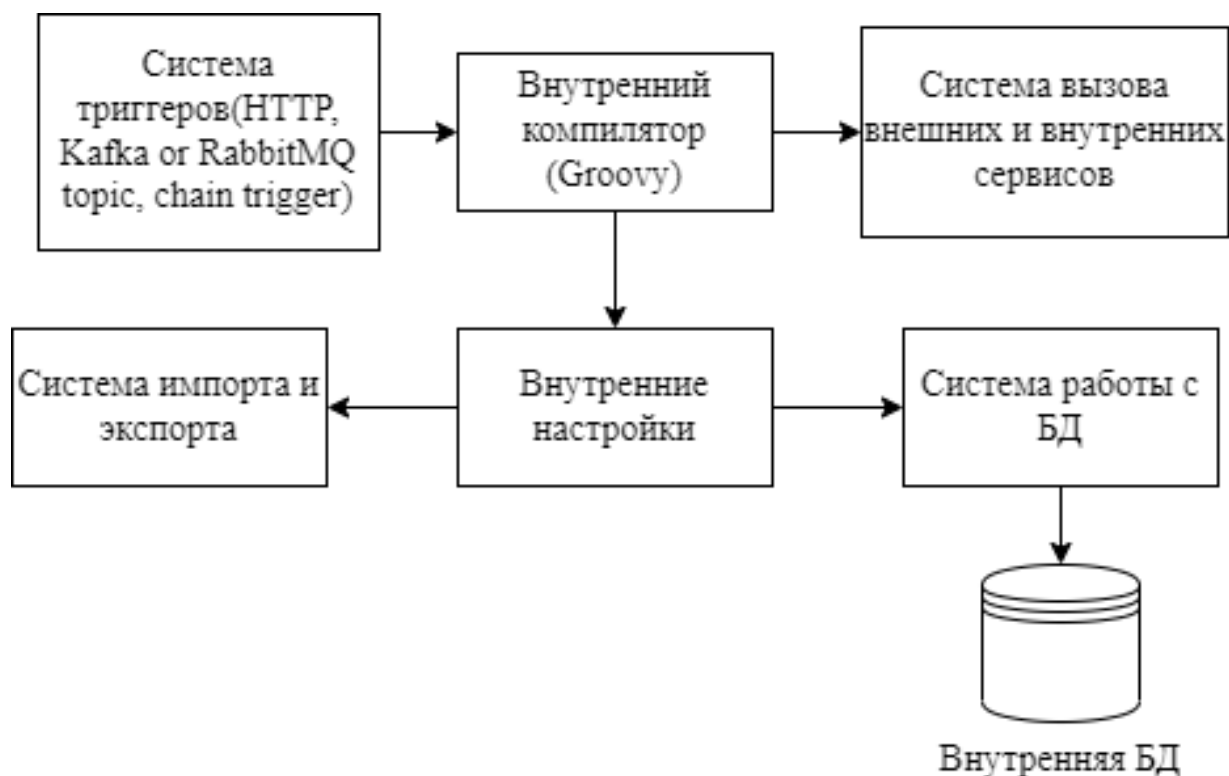 Система
триггеров(HTTP,
Kafka or RabbitMQ
topic, chain trigger)
Внутренний
компилятор
(Groovy)
Система вызова
внешних и внутренних
сервисов
Система импорта и
экспорта
Внутренние
настройки
Система работы с
БД
Внутренняя БД